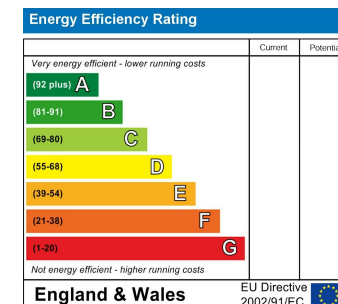 Energy Efficiency Rating
Current Potentia
Very energy efficient - lower running costs
(92 plus) A
(81-91) B
(69-80) C
(55-68) D
(39-54) E
(21-38) F
(1-20) G
Not energy efficient - higher running costs
England & Wales
EU Directive
2002/91/EC